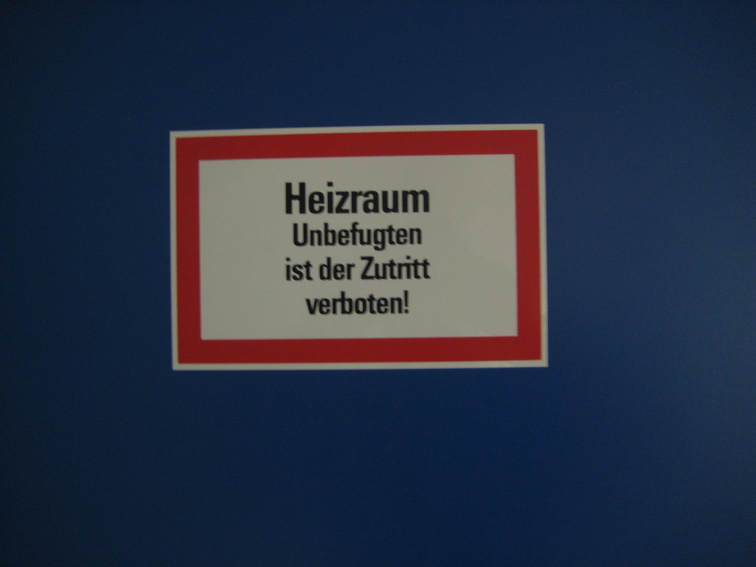 Heizraum
Unbefugten
ist der Zutritt
verboten!